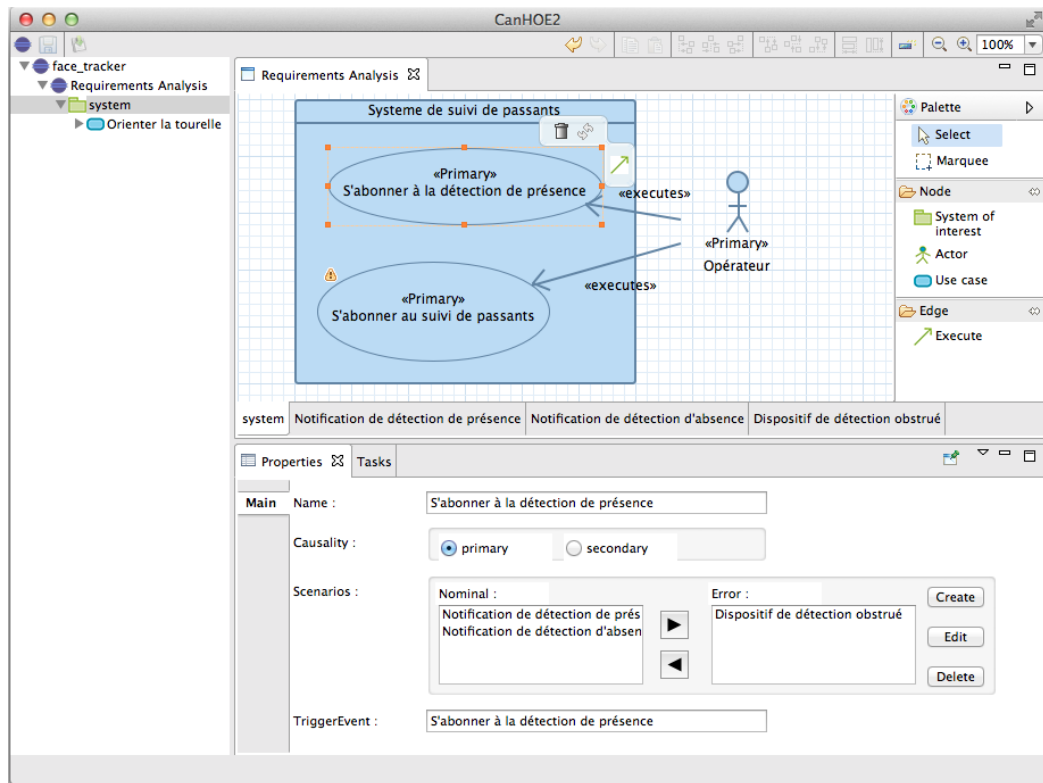 CanHOE2
100%
face_tracker
Requirements Analysis
system
Orienter la tourelle
Requirements Analysis
Systeme de suivi de passants
«Primary»
S'abonner à la détection de présence
«executes»
«Primary»
Opérateur
«executes»
«Primary»
S'abonner au suivi de passants
Palette
Select
Marquee
Node
System of
interest
Actor
Use case
Edge
Execute
system
Notification de détection de présence
Notification de détection d'absence
Dispositif de détection obstrué
Properties
Tasks
Main
Name :
S'abonner à la détection de présence
Causality :
primary
secondary
Scenarios :
Nominal :
Error :
Notification de détection de prés
Notification de détection d'absen
Dispositif de détection obstrué
Create
Edit
Delete
TriggerEvent :
S'abonner à la détection de présence